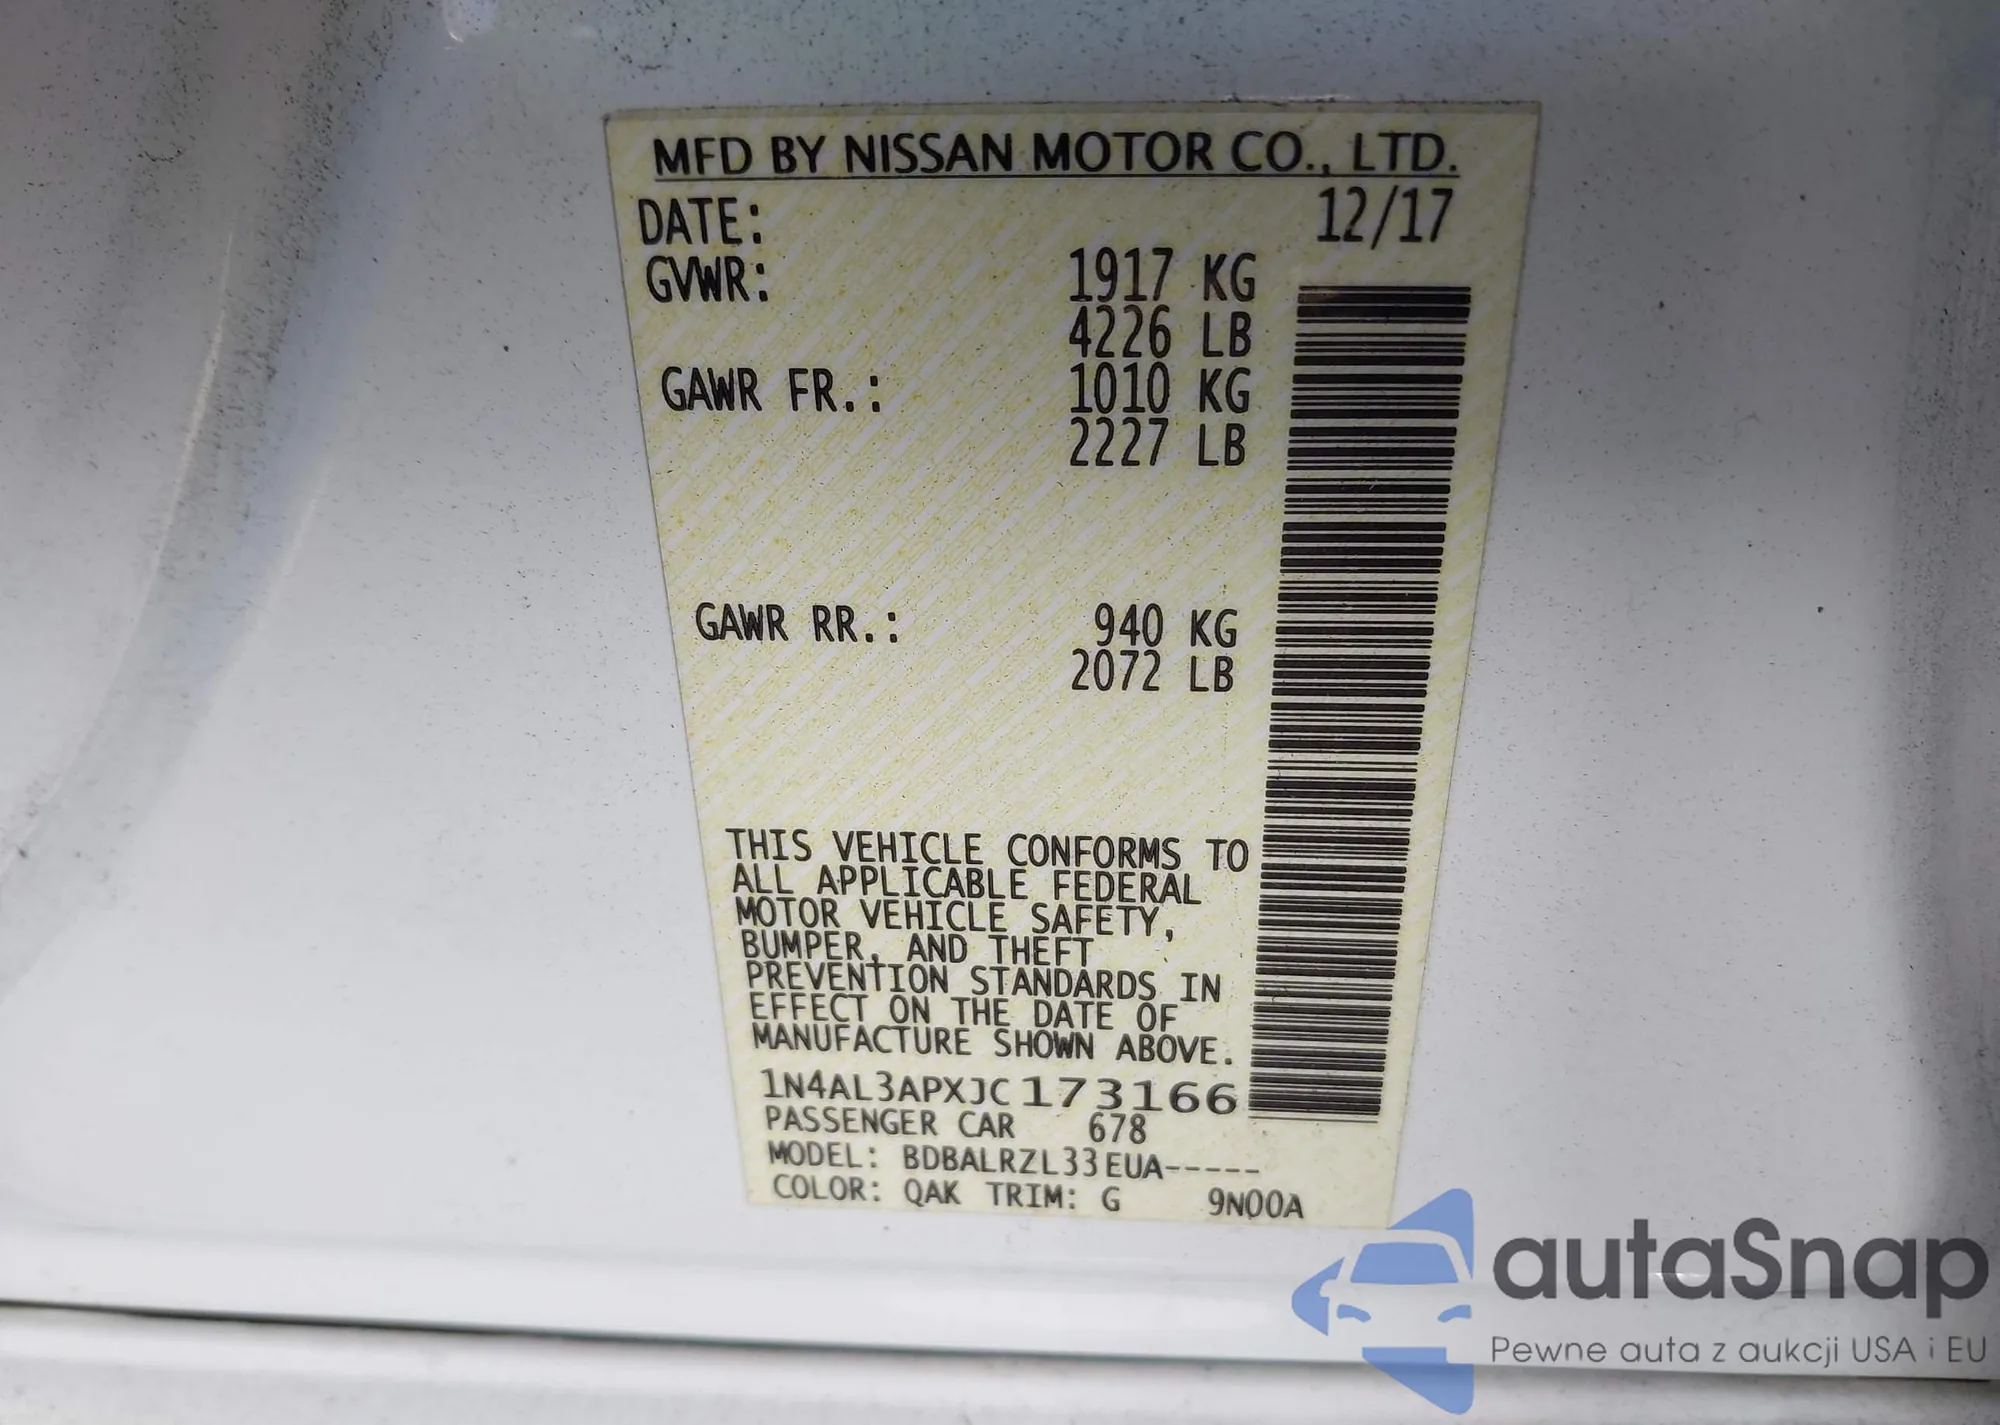 MFD BY NISSAN MOTOR CO., LTD.
DATE: 12/17
GVWR: 1917 KG
4226 LB
GAWR FR.: 1010 KG
2227 LB
GAWR RR.: 940 KG
2072 LB
THIS VEHICLE CONFORMS TO
ALL APPLICABLE FEDERAL
MOTOR VEHICLE SAFETY,
BUMPER, AND THEFT
PREVENTION STANDARDS IN
EFFECT ON THE DATE OF
MANUFACTURE SHOWN ABOVE.
1N4AL3APXJC173166
PASSENGER CAR 678
MODEL: BDBALRZL33EUA-----
COLOR: QAK TRIM: G 9N00A
autaSnap
Pewne auta z aukcji USA i EU